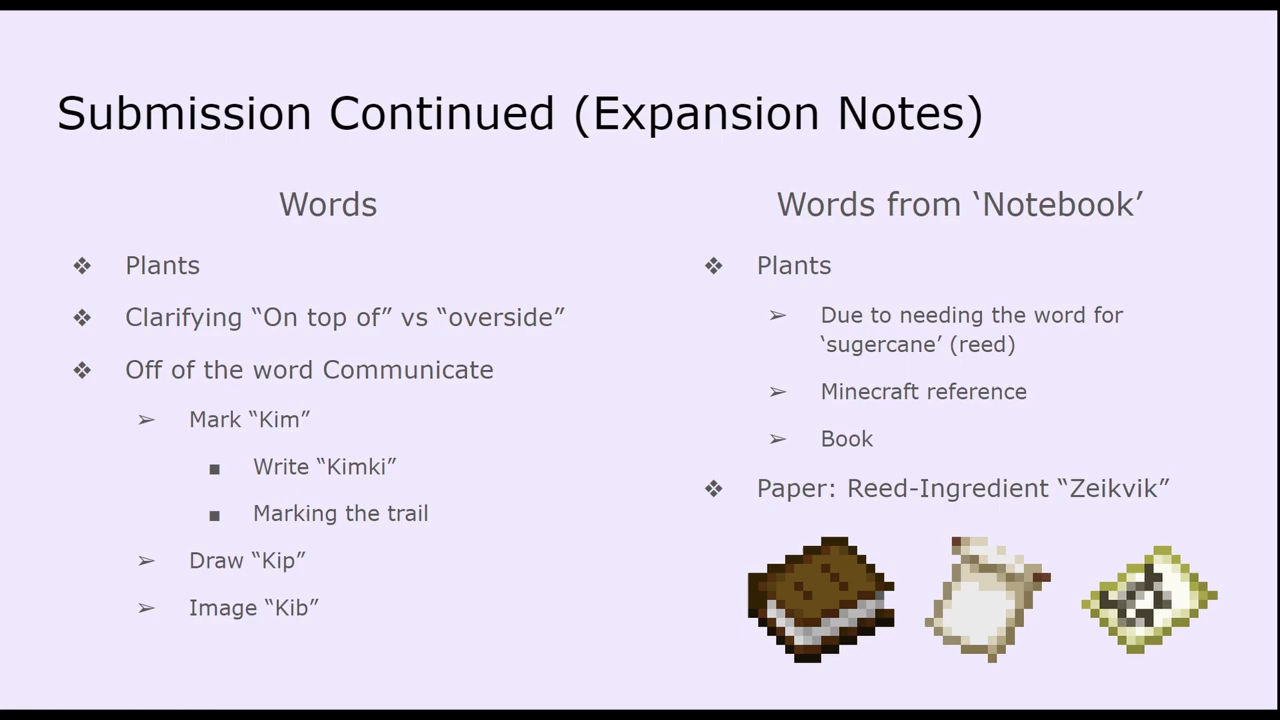 Submission Continued (Expansion Notes)
Words
❖ Plants
❖ Clarifying “On top of” vs “overside”
❖ Off of the word Communicate
➢ Mark “Kim”
■ Write “Kimki”
■ Marking the trail
➢ Draw “Kip”
➢ Image “Kib”
Words from ‘Notebook’
❖ Plants
➢ Due to needing the word for
‘sugercane’ (reed)
➢ Minecraft reference
➢ Book
❖ Paper: Reed-Ingredient “Zeikvik”